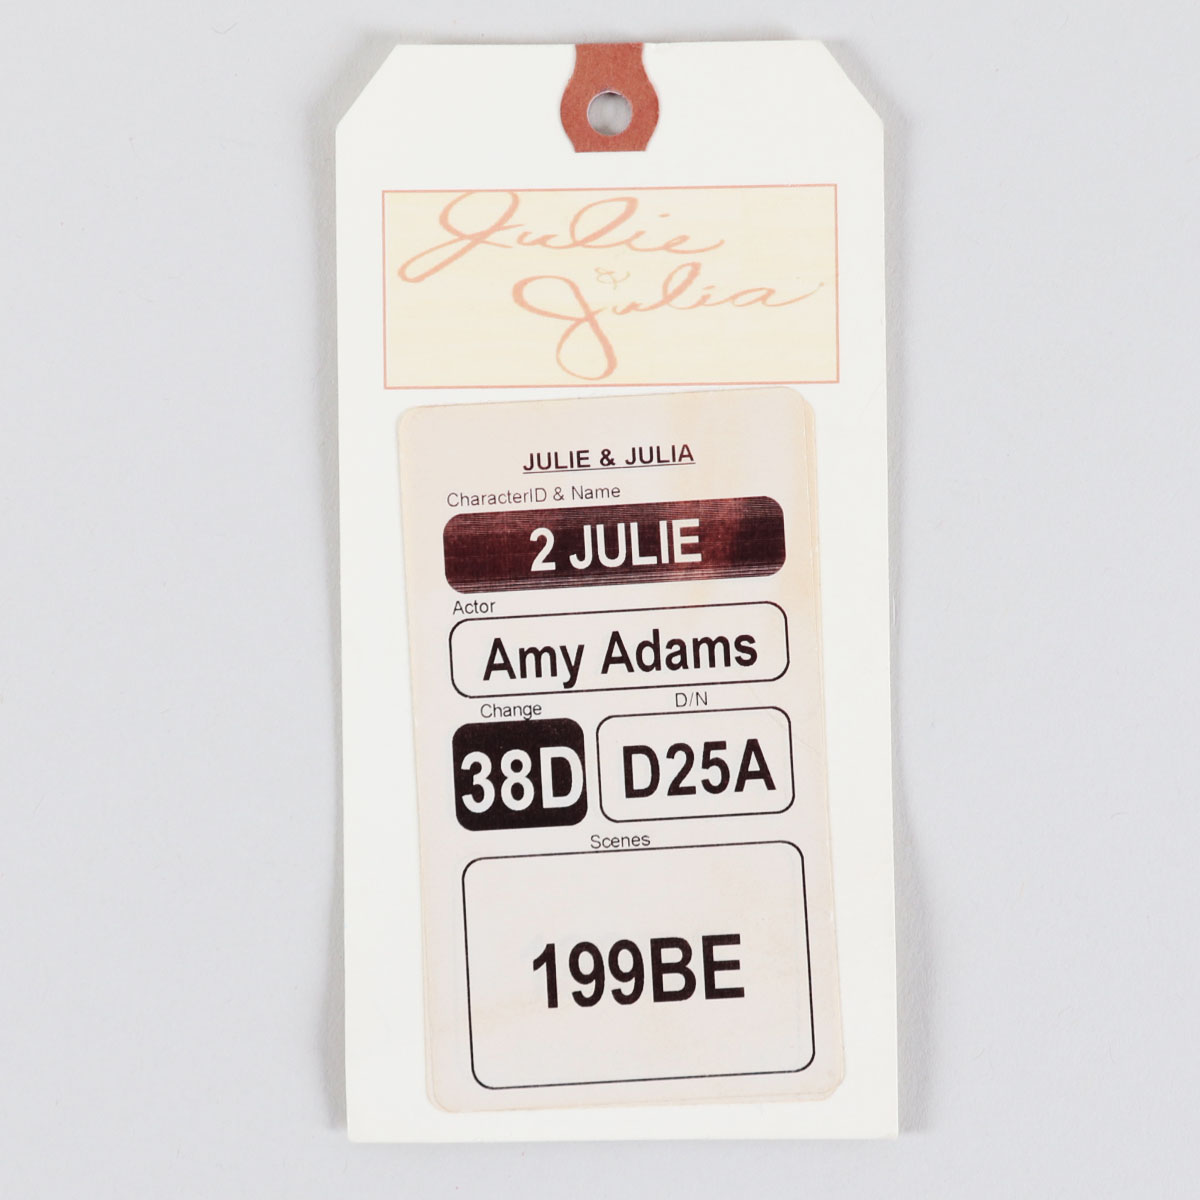 Julie
&
Julia
JULIE & JULIA
CharacterID & Name
2 JULIE
Actor
Amy Adams
Change
D/N
38D
D25A
Scenes
199BE